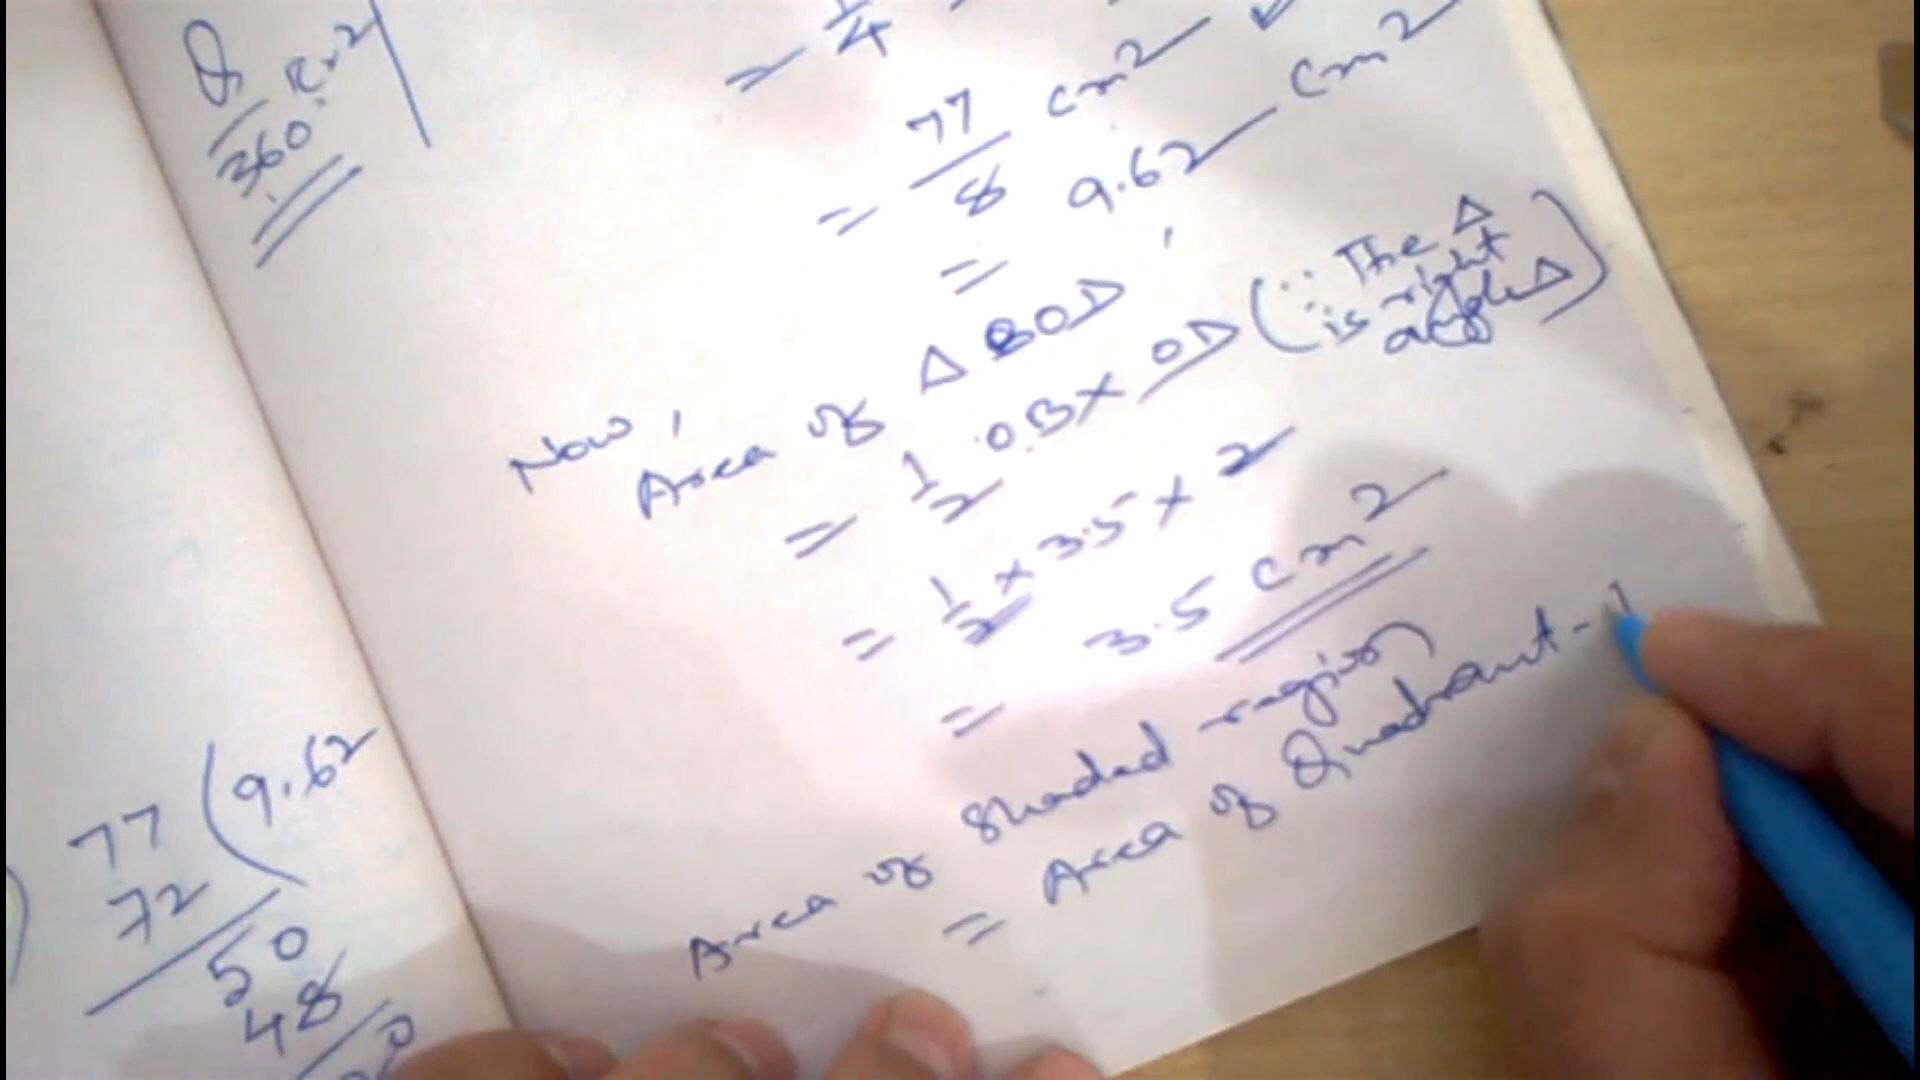 θ/360 πr²
= 1/4
= 77/8 cm²
= 9.62 cm²
Now,
Area of Δ BOD,
= 1/2 OB × OD (∵ The Δ is right angle Δ)
= 1/2 × 3.5 × 2
= 3.5 cm²
Area of shaded region
= Area of Quadrant -
77 ( 9.62
72
50
48